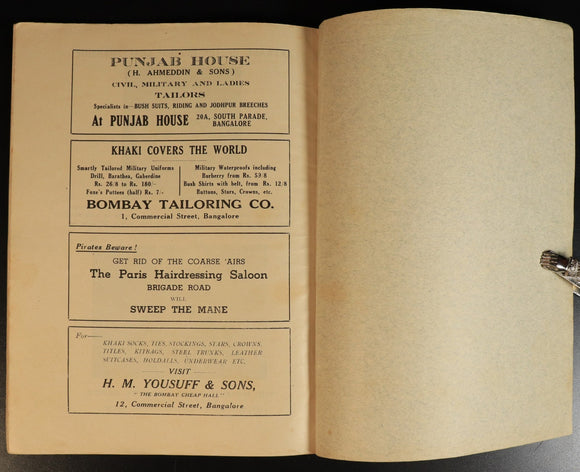 PUNJAB HOUSE
(H. AHMEDDIN & SONS)
CIVIL, MILITARY AND LADIES
TAILORS
Specialists in—BUSH SUITS, RIDING AND JODHPUR BREECHES
At PUNJAB HOUSE 20A, SOUTH PARADE, BANGALORE
KHAKI COVERS THE WORLD
Smartly Tailored Military Uniforms
Drill, Barathea, Gaberdine
Rs. 26/8 to Rs. 180/-
Foxe's Puttees (half) Rs. 7/-
Military Waterproofs including
Burberry from Rs. 59/8
Bush Shirts with belt, from Rs. 12/8
Buttons, Stars, Crowns, etc.
BOMBAY TAILORING CO.
1, Commercial Street, Bangalore
Pirates Beware!
GET RID OF THE COARSE 'AIRS
The Paris Hairdressing Saloon
BRIGADE ROAD
WILL
SWEEP THE MANE
For—
KHAKI SOCKS, TIES, STOCKINGS, STARS, CROWNS,
TITLES, KITBAGS, STEEL TRUNKS, LEATHER
SUITCASES, HOLDALLS, UNDERWEAR ETC.
VISIT
H. M. YOUSUFF & SONS,
"THE BOMBAY CHEAP HALL"
12, Commercial Street, Bangalore